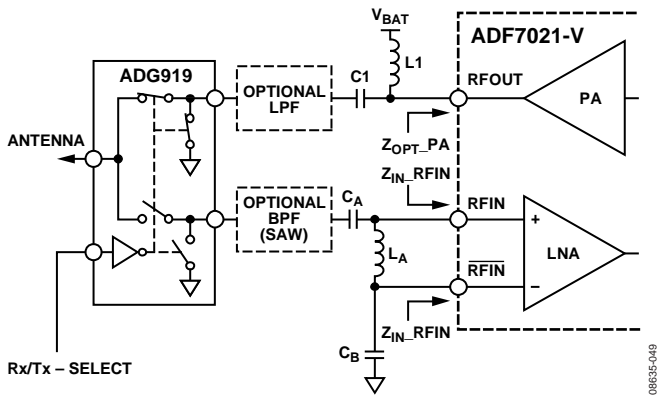 VBAT
ADF7021-V
L1
ADG919
OPTIONAL
LPF
C1
RFOUT
PA
ANTENNA
ZOPT_PA
ZIN_RFIN
OPTIONAL
BPF
(SAW)
CA
RFIN
+
LA
LNA
RFIN
–
ZIN_RFIN
CB
Rx/Tx – SELECT
08635-049